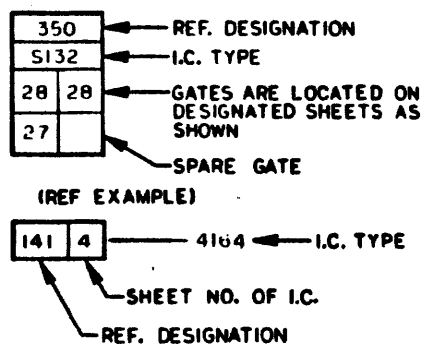 350 REF. DESIGNATION
S132 I.C. TYPE
28 28 GATES ARE LOCATED ON
DESIGNATED SHEETS AS
27 SHOWN
SPARE GATE
(REF EXAMPLE)
141 4 4164 I.C. TYPE
SHEET NO. OF I.C.
REF. DESIGNATION